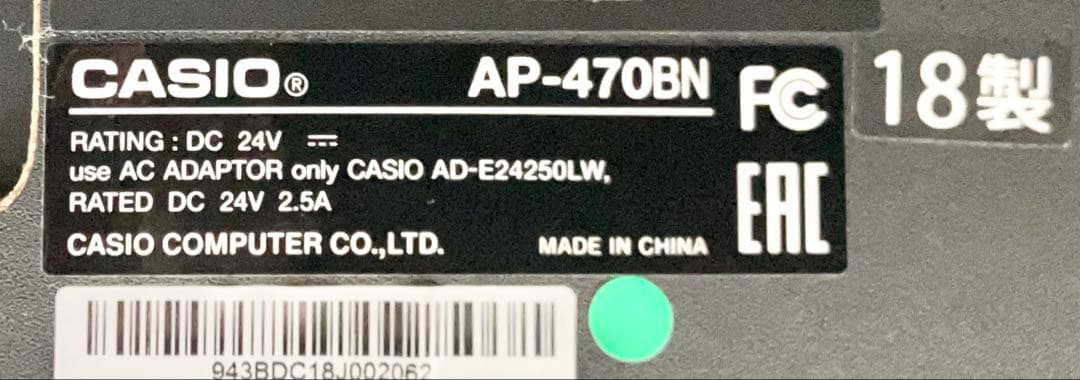 CASIO® AP-470BN
RATING : DC 24V ⎓
use AC ADAPTOR only CASIO AD-E24250LW,
RATED DC 24V 2.5A
CASIO COMPUTER CO.,LTD. MADE IN CHINA
FC
EAC
18製
943BDC18J002062